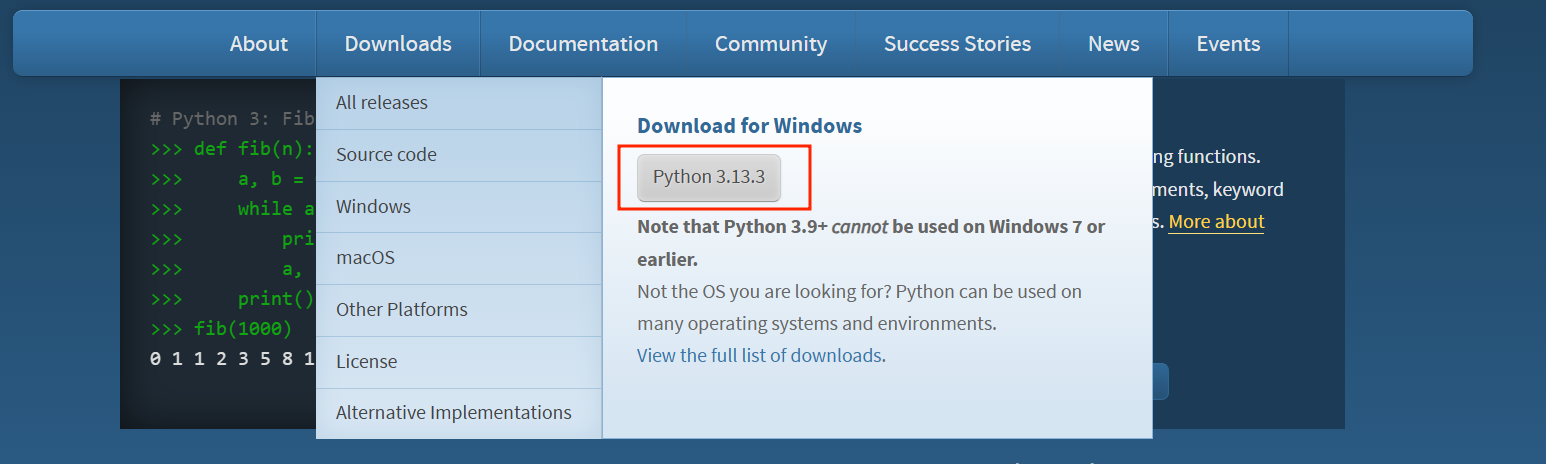 About Downloads Documentation Community Success Stories News Events
# Python 3: Fib
>>> def fib(n):
>>> a, b =
>>> while a
>>> pri
>>> a,
>>> print()
>>> fib(1000)
0 1 1 2 3 5 8 1
All releases
Source code
Windows
macOS
Other Platforms
License
Alternative Implementations
Download for Windows
Python 3.13.3
Note that Python 3.9+ cannot be used on Windows 7 or
earlier.
Not the OS you are looking for? Python can be used on
many operating systems and environments.
View the full list of downloads.
ng functions.
ments, keyword
s. More about